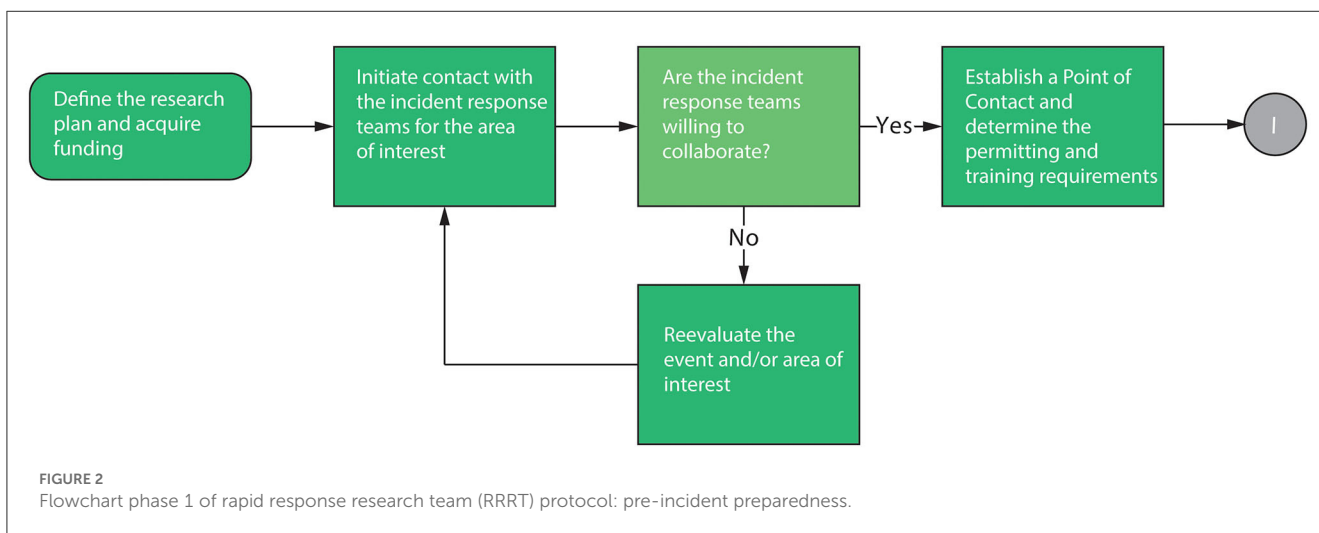 Define the research
plan and acquire
funding
Initiate contact with
the incident response
teams for the area
of interest
Are the incident
response teams
willing to
collaborate?
Yes
Establish a Point of
Contact and
determine the
permitting and
training requirements
I
No
Reevaluate the
event and/or area of
interest
FIGURE 2
Flowchart phase 1 of rapid response research team (RRRT) protocol: pre-incident preparedness.